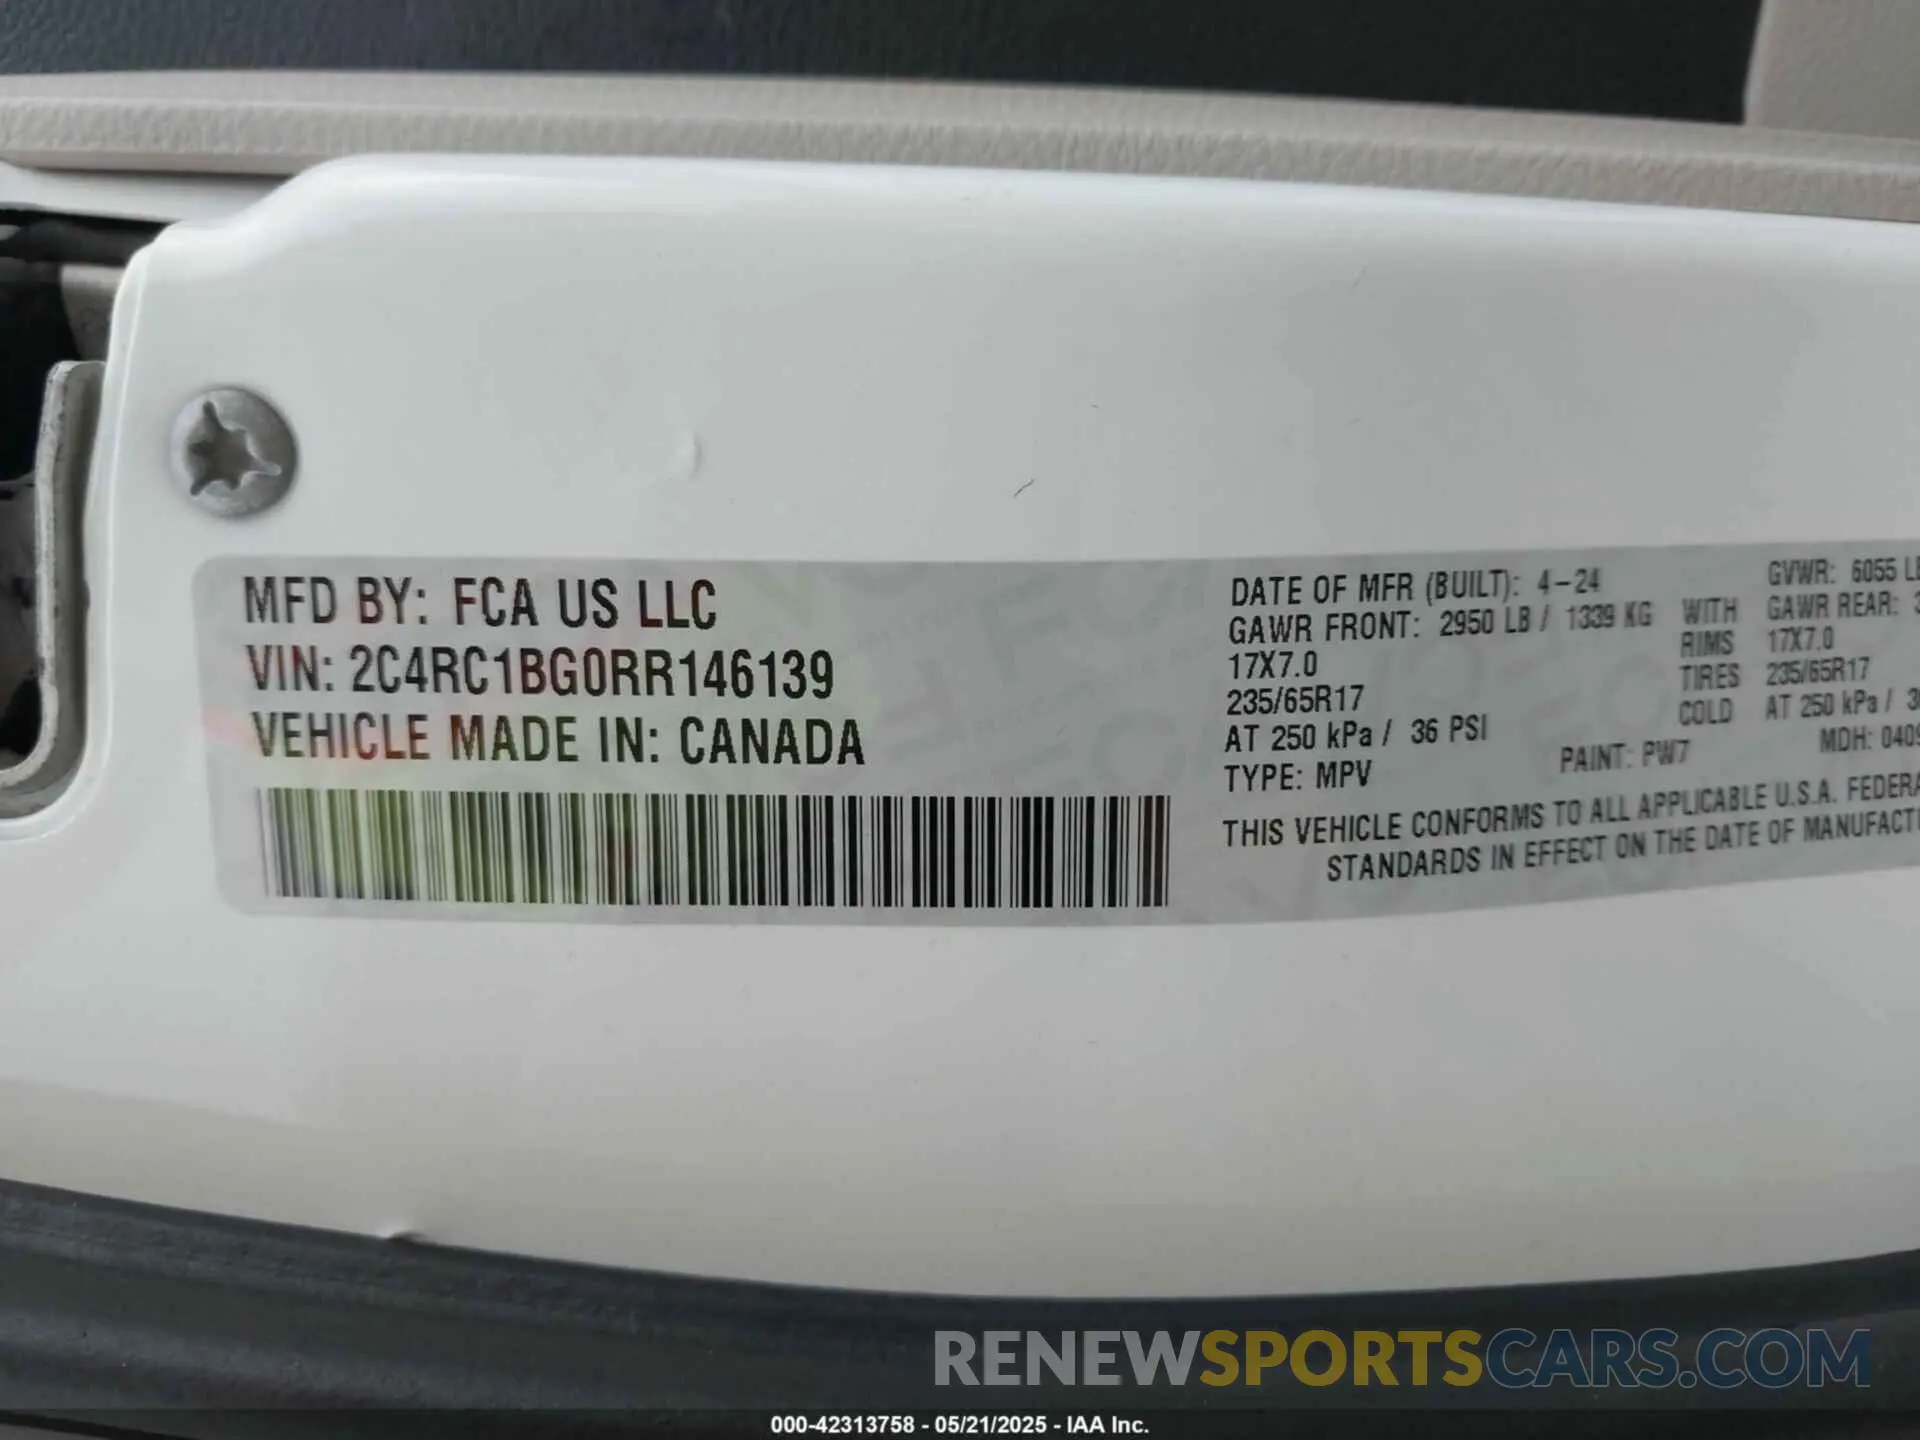 MFD BY: FCA US LLC
VIN: 2C4RC1BG0RR146139
VEHICLE MADE IN: CANADA
DATE OF MFR (BUILT): 4-24
GVWR: 6055
GAWR FRONT: 2950 LB / 1339 KG WITH GAWR REAR:
17X7.0 RIMS 17X7.0
235/65R17 TIRES 235/65R17
AT 250 kPa / 36 PSI COLD AT 250 kPa /
TYPE: MPV PAINT: PW7 MDH: 0409
THIS VEHICLE CONFORMS TO ALL APPLICABLE U.S.A.
STANDARDS IN EFFECT ON THE DATE OF
RENEWSPORTSCARS.COM
000-42313758 - 05/21/2025 - IAA Inc.